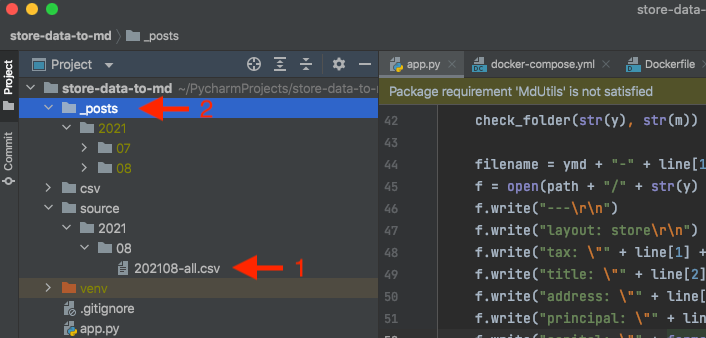 store-data-
store-data-to-md
_posts
Project
app.py
docker-compose.yml
Dockerfile
Project
Commit
store-data-to-md ~/PycharmProjects/store-data-to-m
_posts
2
2021
07
08
csv
source
2021
08
202108-all.csv
1
venv
.gitignore
app.py
Package requirement 'MdUtils' is not satisfied
42 check_folder(str(y), str(m))
43
44 filename = ymd + "-" + line[1
45 f = open(path + "/" + str(y)
46 f.write("---\r\n")
47 f.write("layout: store\r\n")
48 f.write("tax: \"" + line[1] +
49 f.write("title: \"" + line[2]
50 f.write("address: \"" + line[
51 f.write("principal: \"" + lin